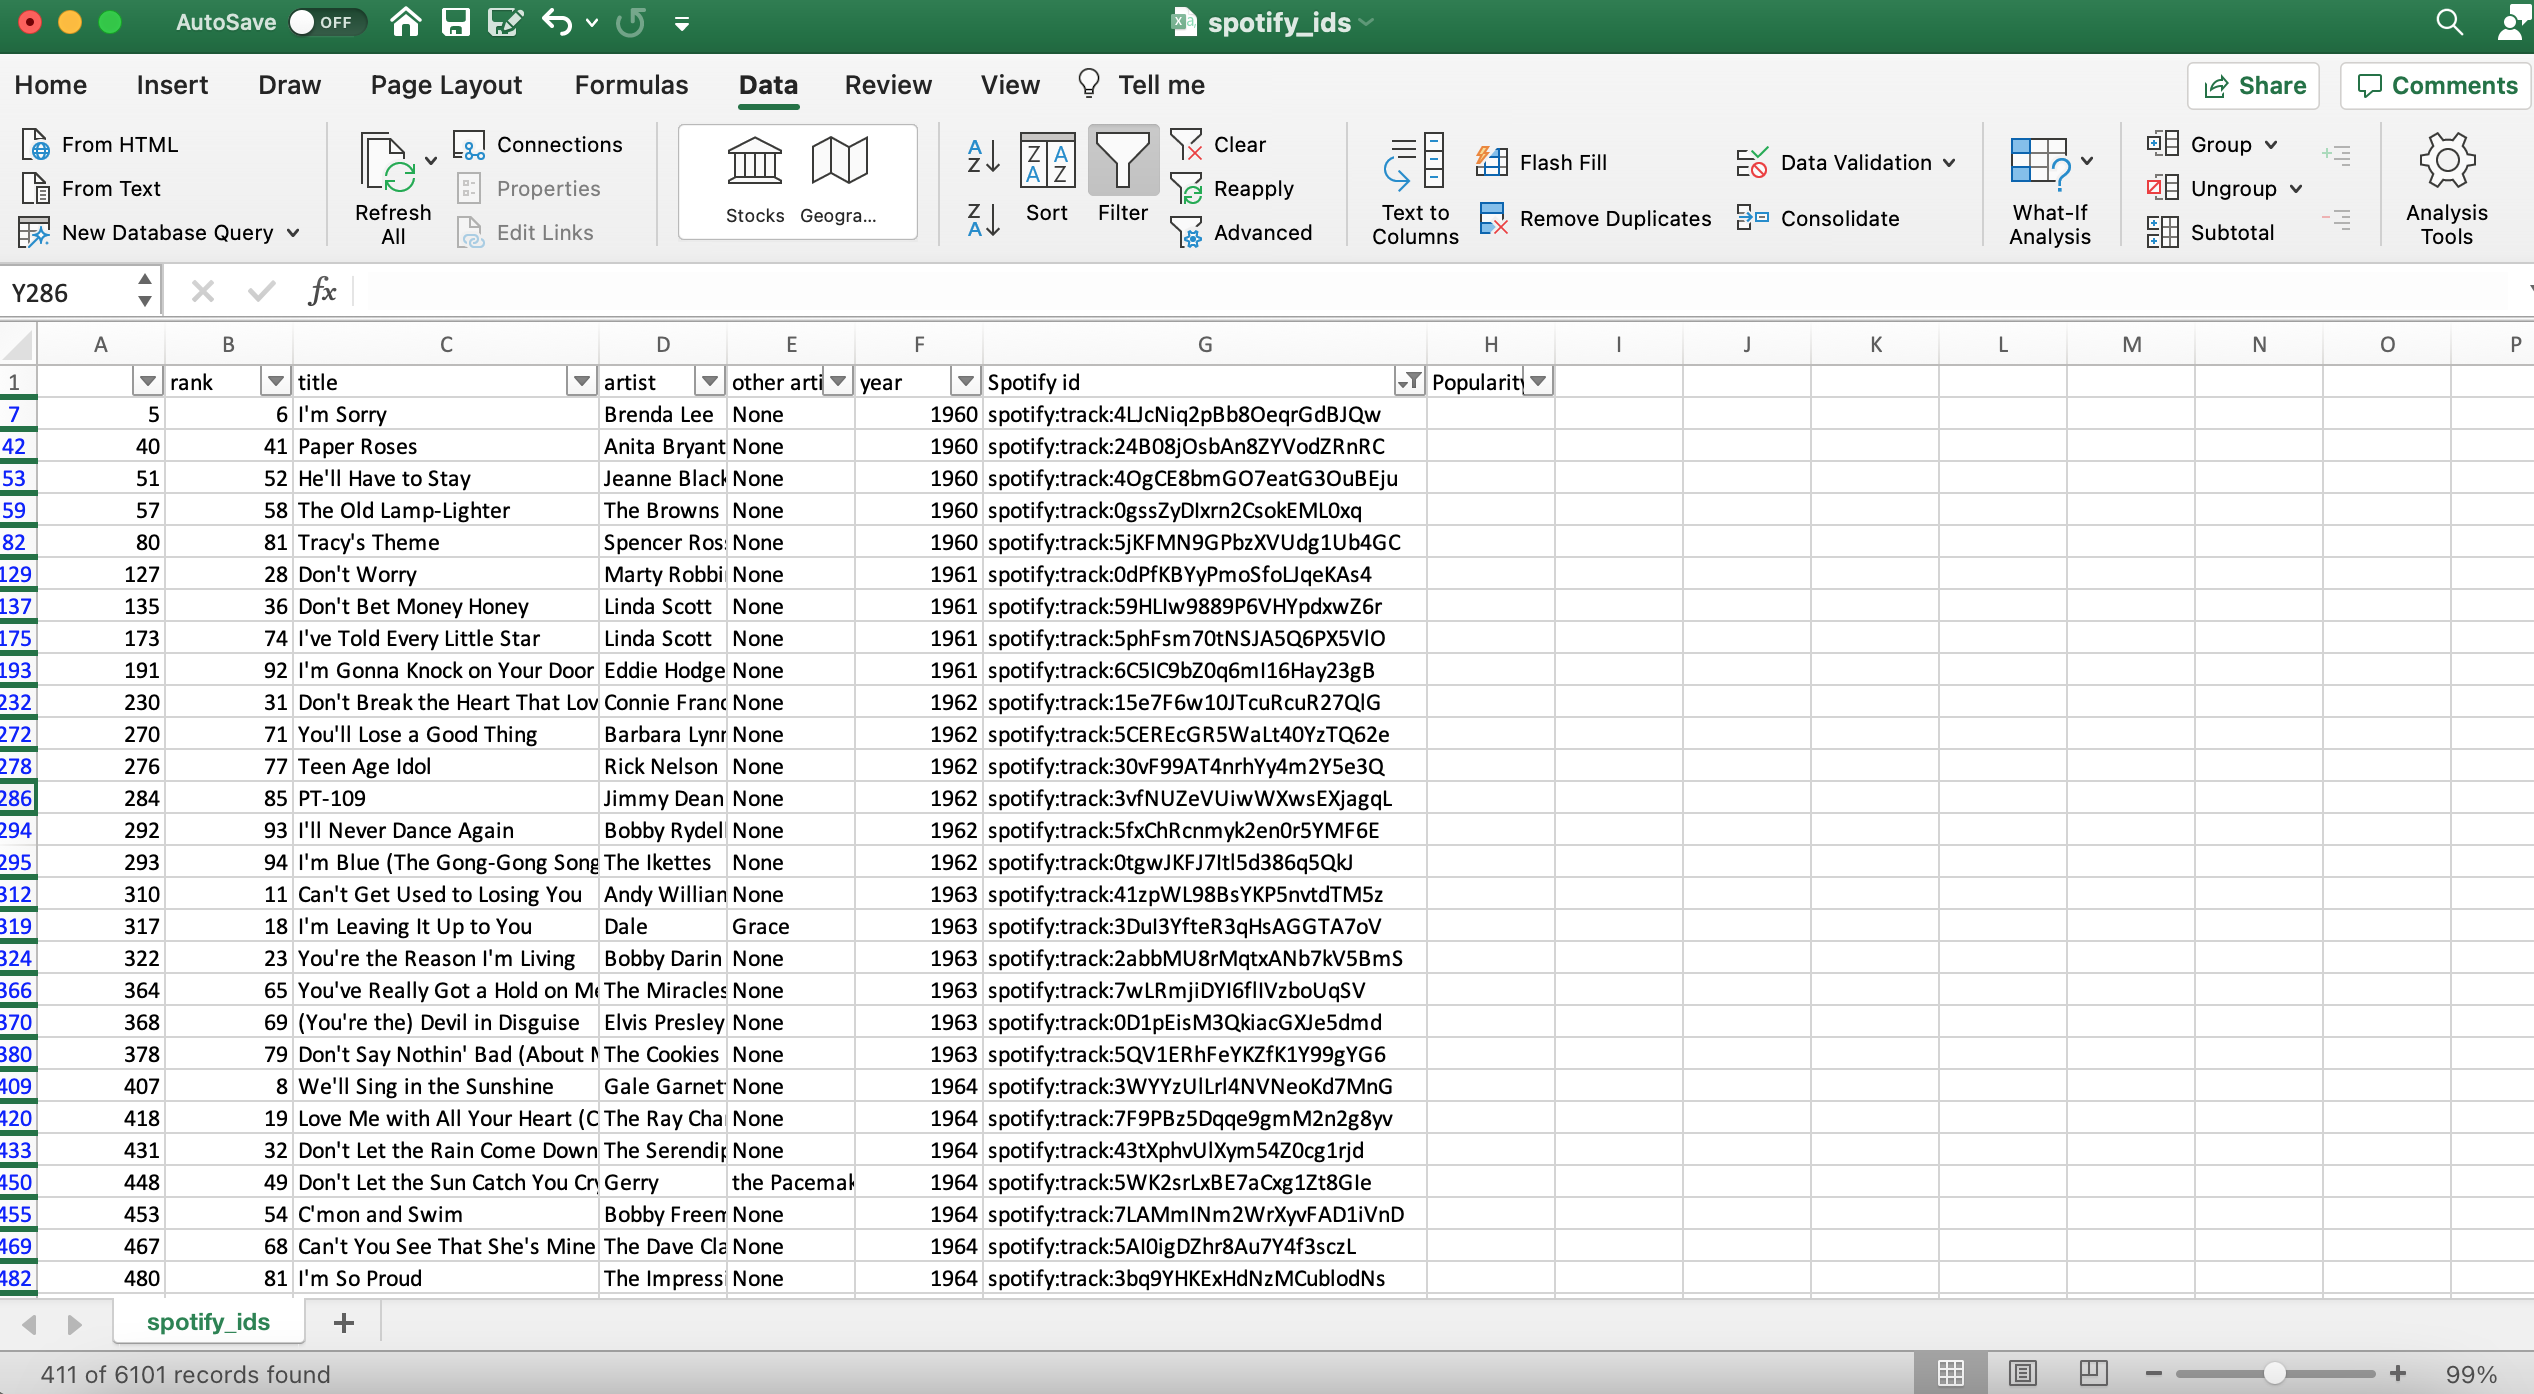 AutoSave OFF spotify_ids
Home Insert Draw Page Layout Formulas Data Review View Tell me Share Comments
From HTML
From Text
New Database Query
Refresh All
Connections
Properties
Edit Links
Stocks Geogra...
Sort Filter
Clear
Reapply
Advanced
Text to Columns
Flash Fill
Remove Duplicates
Data Validation
Consolidate
What-If Analysis
Group
Ungroup
Subtotal
Analysis Tools
Y286 fx
A B C D E F G H I J K L M N O P
1 rank title artist other arti year Spotify id Popularity
7 5 6 I'm Sorry Brenda Lee None 1960 spotify:track:4LJcNiq2pBb8OeqrGdBJQw
42 40 41 Paper Roses Anita Bryant None 1960 spotify:track:24B08jOsbAn8ZYVodZRnRC
53 51 52 He'll Have to Stay Jeanne Black None 1960 spotify:track:4OgCE8bmGO7eatG3OuBEju
59 57 58 The Old Lamp-Lighter The Browns None 1960 spotify:track:0gssZyDIxrn2CsokEML0xq
82 80 81 Tracy's Theme Spencer Ros None 1960 spotify:track:5jKFMN9GPbzXVUdg1Ub4GC
129 127 28 Don't Worry Marty Robbi None 1961 spotify:track:0dPfKBYyPmoSfoLJqeKAs4
137 135 36 Don't Bet Money Honey Linda Scott None 1961 spotify:track:59HLIw9889P6VHYpdxwZ6r
175 173 74 I've Told Every Little Star Linda Scott None 1961 spotify:track:5phFsm70tNSJA5Q6PX5VlO
193 191 92 I'm Gonna Knock on Your Door Eddie Hodge None 1961 spotify:track:6C5IC9bZ0q6mI16Hay23gB
232 230 31 Don't Break the Heart That Lov Connie Franc None 1962 spotify:track:15e7F6w10JTcuRcuR27QlG
272 270 71 You'll Lose a Good Thing Barbara Lynn None 1962 spotify:track:5CEREcGR5WaLt40YzTQ62e
278 276 77 Teen Age Idol Rick Nelson None 1962 spotify:track:30vF99AT4nrhYy4m2Y5e3Q
286 284 85 PT-109 Jimmy Dean None 1962 spotify:track:3vfNUZeVUiwWXwsEXjagqL
294 292 93 I'll Never Dance Again Bobby Rydell None 1962 spotify:track:5fxChRcnmyk2en0r5YMF6E
295 293 94 I'm Blue (The Gong-Gong Song The Ikettes None 1962 spotify:track:0tgwJKFJ7Itl5d386q5QkJ
312 310 11 Can't Get Used to Losing You Andy Willian None 1963 spotify:track:41zpWL98BsYKP5nvtdTM5z
319 317 18 I'm Leaving It Up to You Dale Grace 1963 spotify:track:3DuI3YfteR3qHsAGGTA7oV
324 322 23 You're the Reason I'm Living Bobby Darin None 1963 spotify:track:2abbMU8rMqtxANb7kV5BmS
366 364 65 You've Really Got a Hold on Me The Miracles None 1963 spotify:track:7wLRmjiDYI6flIVzboUqSV
370 368 69 (You're the) Devil in Disguise Elvis Presley None 1963 spotify:track:0D1pEisM3QkiacGXJe5dmd
380 378 79 Don't Say Nothin' Bad (About M The Cookies None 1963 spotify:track:5QV1ERhFeYKZfK1Y99gYG6
409 407 8 We'll Sing in the Sunshine Gale Garnet None 1964 spotify:track:3WYYzUlLrl4NVNeoKd7MnG
420 418 19 Love Me with All Your Heart (C The Ray Cha None 1964 spotify:track:7F9PBz5Dqqe9gmM2n2g8yv
433 431 32 Don't Let the Rain Come Down The Serendip None 1964 spotify:track:43tXphvUlXym54Z0cg1rjd
450 448 49 Don't Let the Sun Catch You Cry Gerry the Pacemak 1964 spotify:track:5WK2srLxBE7aCxg1Zt8GIe
455 453 54 C'mon and Swim Bobby Freem None 1964 spotify:track:7LAMmINm2WrXyvFAD1iVnD
469 467 68 Can't You See That She's Mine The Dave Cla None 1964 spotify:track:5AI0igDZhr8Au7Y4f3sczL
482 480 81 I'm So Proud The Impressi None 1964 spotify:track:3bq9YHKExHdNzMCublodNs
spotify_ids
411 of 6101 records found 99%